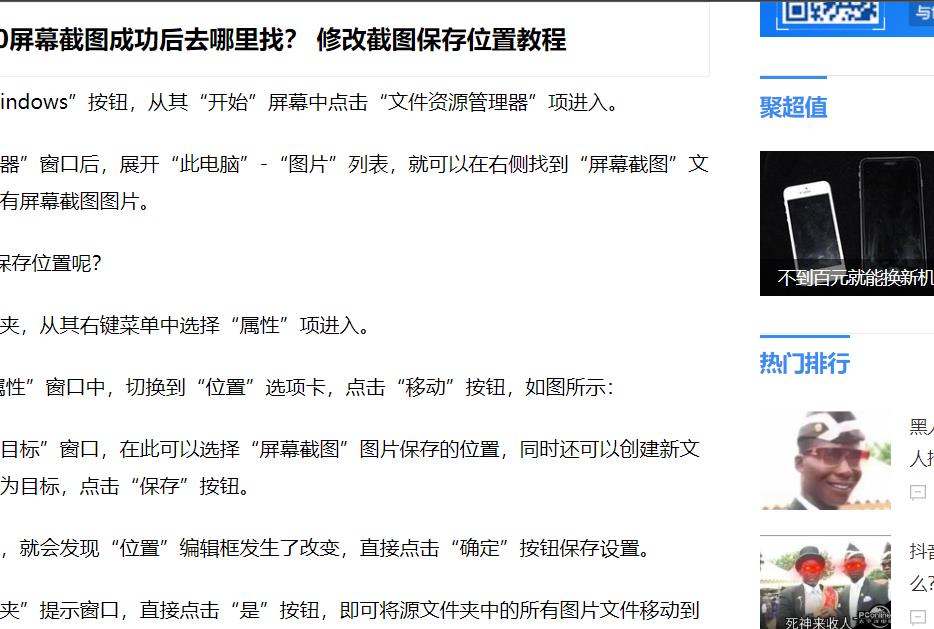 0屏幕截图成功后去哪里找？ 修改截图保存位置教程
indows”按钮，从其“开始”屏幕中点击“文件资源管理器”项进入。
器”窗口后，展开“此电脑”-“图片”列表，就可以在右侧找到“屏幕截图”文
有屏幕截图图片。
保存位置呢？
夹，从其右键菜单中选择“属性”项进入。
属性”窗口中，切换到“位置”选项卡，点击“移动”按钮，如图所示：
目标”窗口，在此可以选择“屏幕截图”图片保存的位置，同时还可以创建新文
为目标，点击“保存”按钮。
，就会发现“位置”编辑框发生了改变，直接点击“确定”按钮保存设置。
夹”提示窗口，直接点击“是”按钮，即可将源文件夹中的所有图片文件移动到
与
聚超值
不到百元就能换新机
热门排行
黑人
人抬
抖音
么?
死神来收人
PConline